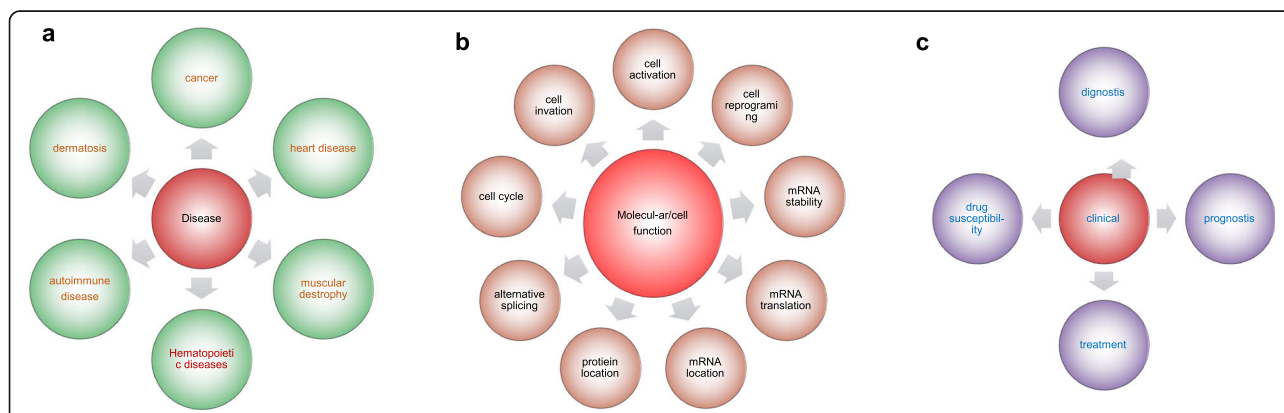 a
cancer
dermatosis
heart disease
Disease
autoimmune
disease
muscular
destrophy
Hematopoieti
c diseases
b
cell
activation
cell
invation
cell
reprograming
ng
cell cycle
mRNA
stability
Molecul-ar/cell
function
alternative
splicing
mRNA
translation
protiein
location
mRNA
location
c
dignostis
drug
susceptibil-
ity
clinical
prognostis
treatment